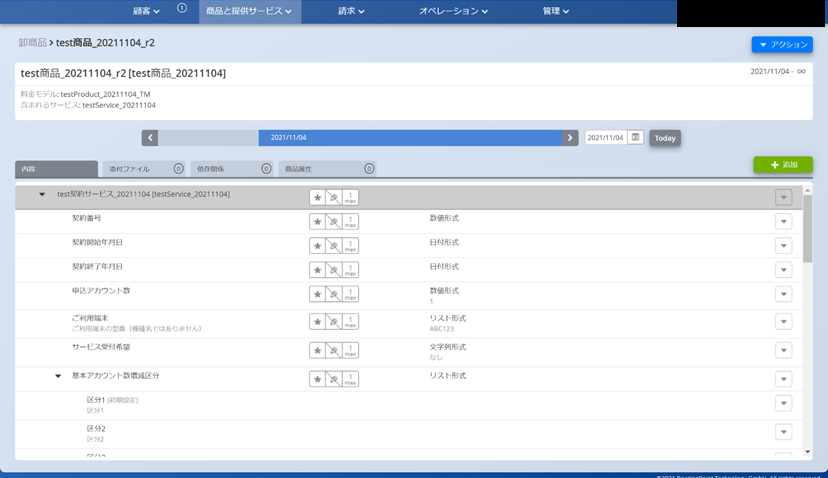 顧客
1
商品と提供サービス
請求
オペレーション
管理
卸商品 > test商品_20211104_r2
アクション
test商品_20211104_r2 [test商品_20211104]
2021/11/04 - ∞
料金モデル: testProduct_20211104_TM
含まれるサービス: testService_20211104
2021/11/04
2021/11/04
Today
内容
添付ファイル 0
依存関係 0
商品属性 0
追加
test契約サービス_20211104 [testService_20211104]
1 max
契約番号
1 max
数値形式
契約開始年月日
1 max
日付形式
契約終了年月日
1 max
日付形式
申込アカウント数
1 max
数値形式
1
ご利用端末
ご利用端末の型番（機種名ではありません）
1 max
リスト形式
ABC123
サービス受付希望
1 max
文字列形式
なし
基本アカウント数増減区分
1 max
リスト形式
区分1 (初期設定)
区分1
区分2
区分2